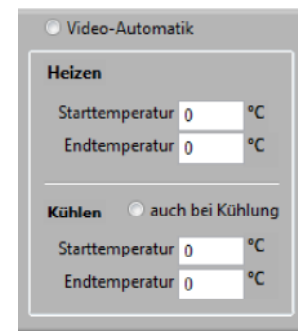 Video-Automatik
Heizen
Starttemperatur 0 °C
Endtemperatur 0 °C
Kühlen auch bei Kühlung
Starttemperatur 0 °C
Endtemperatur 0 °C